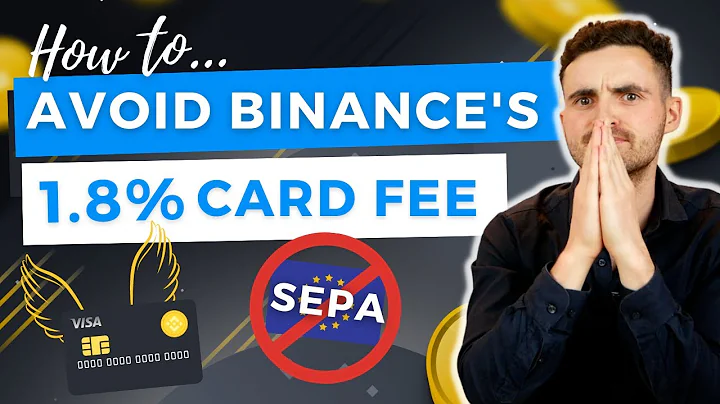 How to...
AVOID BINANCE'S
1.8% CARD FEE
SEPA
VISA
0000 0000 0000 0000